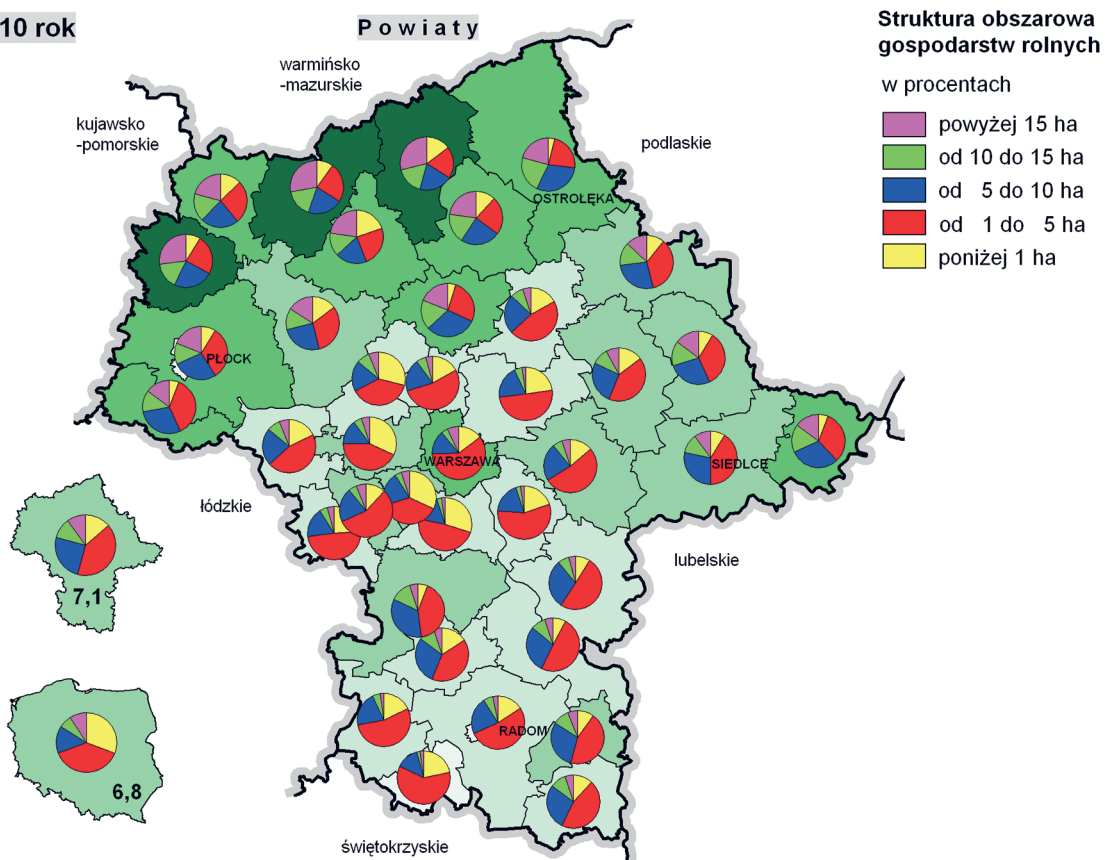 10 rok
Powiaty
Struktura obszarowa
gospodarstw rolnych
w procentach
powyżej 15 ha
od 10 do 15 ha
od 5 do 10 ha
od 1 do 5 ha
poniżej 1 ha
warmińsko
-mazurskie
kujawsko
-pomorskie
podlaskie
OSTROŁĘKA
PŁOCK
WARSZAWA
SIEDLCE
łódzkie
lubelskie
7,1
RADOM
6,8
świętokrzyskie